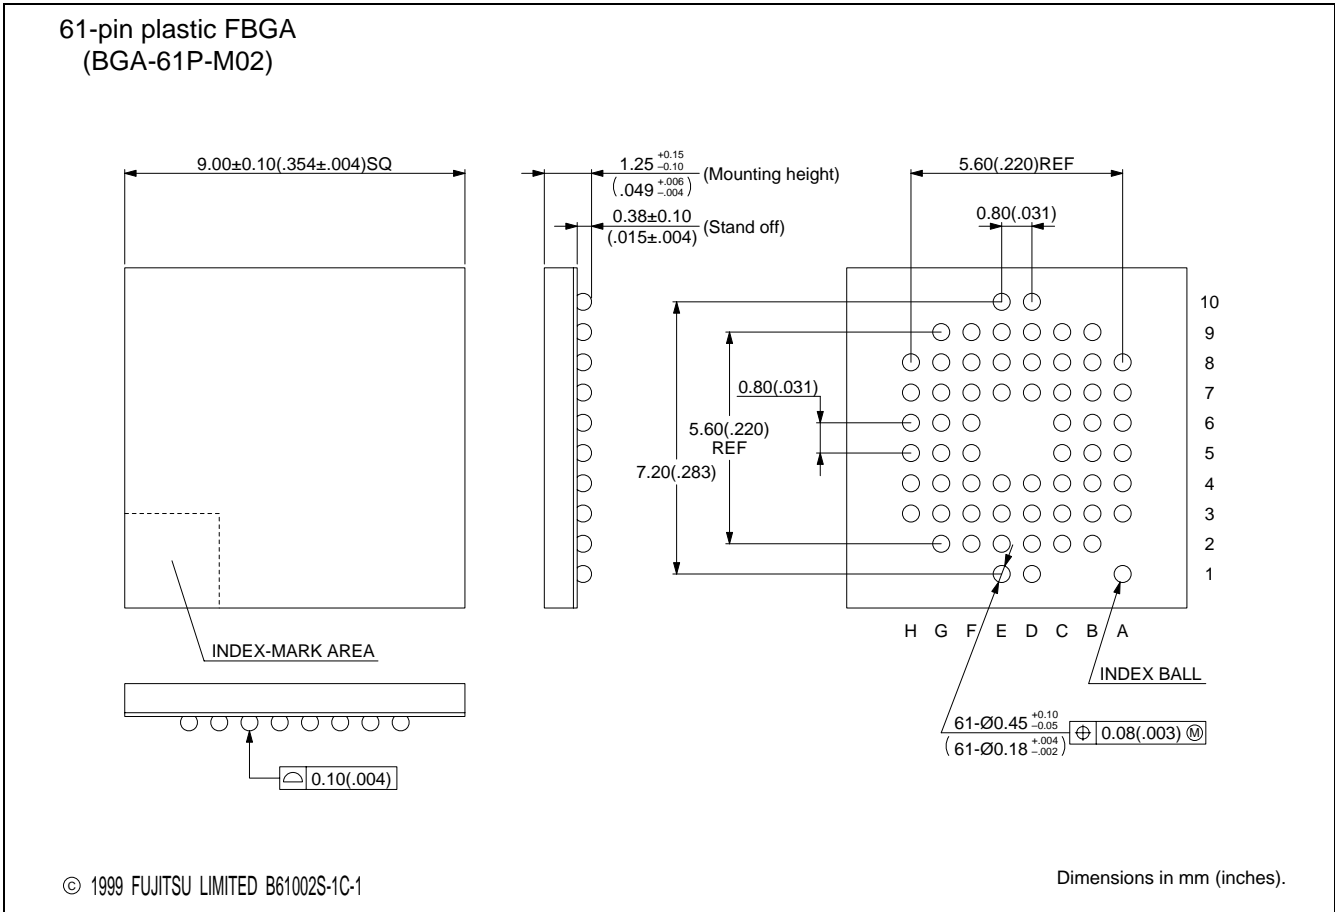 61-pin plastic FBGA
(BGA-61P-M02)
9.00±0.10(.354±.004)SQ
1.25 +0.15 −0.10 (Mounting height)
(.049 +.006 −.004)
0.38±0.10 (Stand off)
(.015±.004)
5.60(.220)REF
0.80(.031)
10
9
8
7
6
5
4
3
2
1
0.80(.031)
5.60(.220)
REF
7.20(.283)
H G F E D C B A
INDEX-MARK AREA
INDEX BALL
61-Ø0.45 +0.10 −0.05
(61-Ø0.18 +.004 −.002)
⌖ 0.08(.003) Ⓜ
⌓ 0.10(.004)
© 1999 FUJITSU LIMITED B61002S-1C-1
Dimensions in mm (inches).